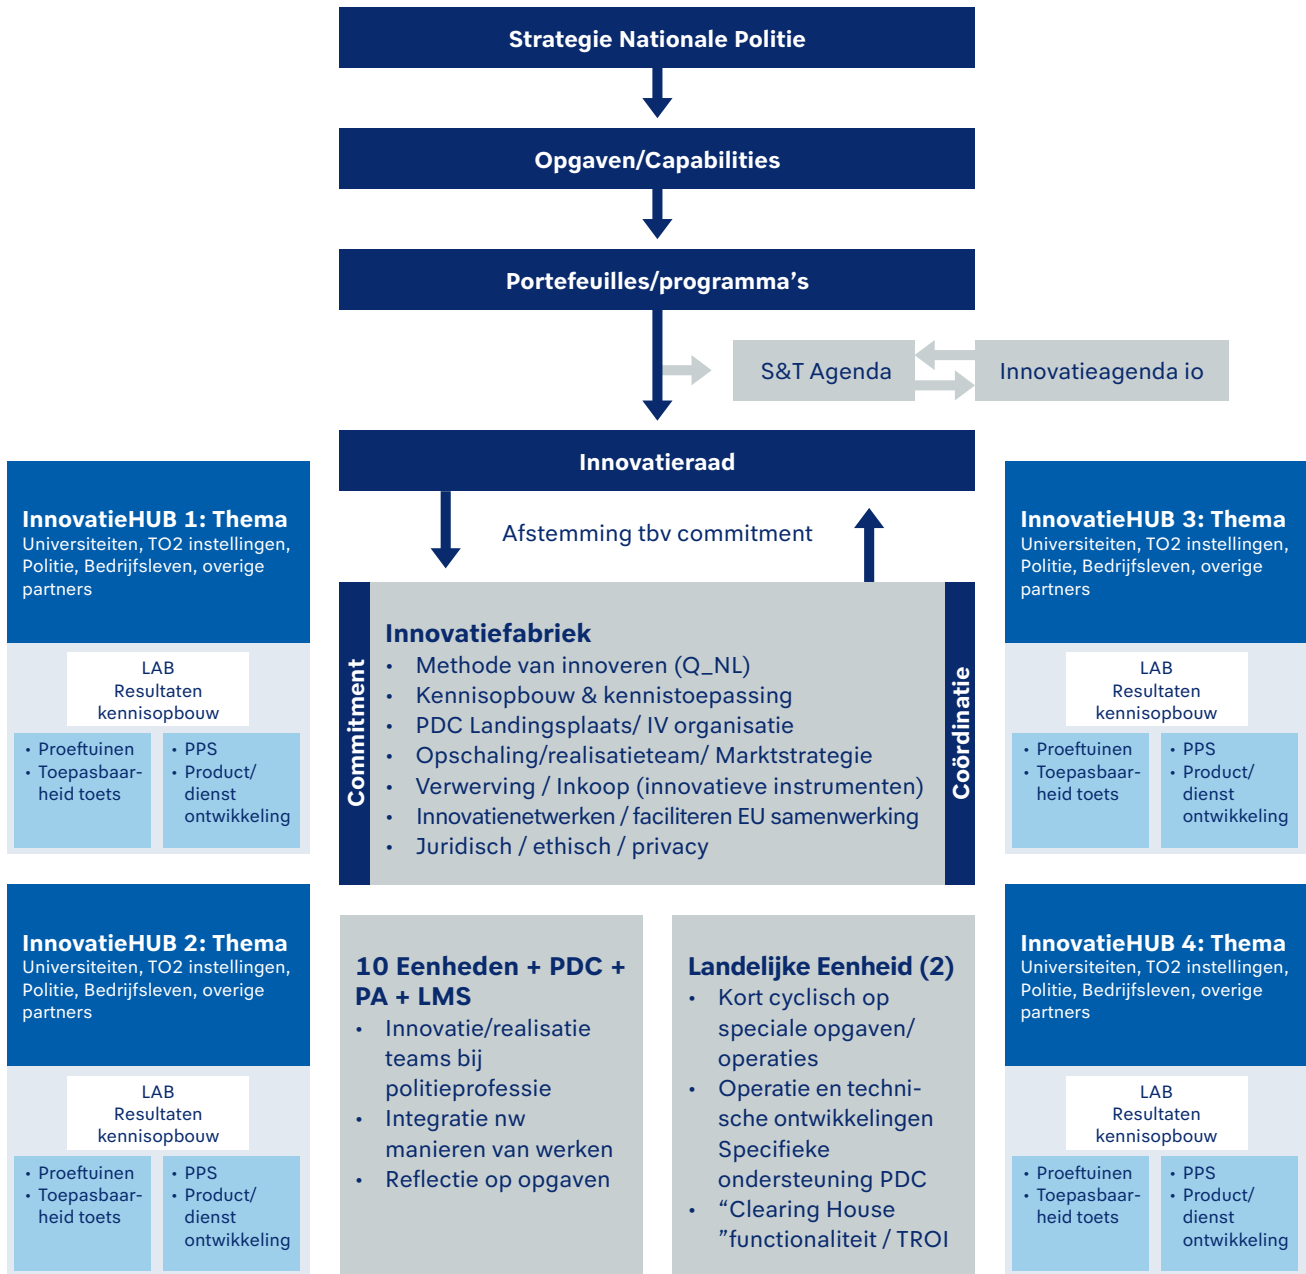 Strategie Nationale Politie
Opgaven/Capabilities
Portefeuilles/programma's
S&T Agenda
Innovatieagenda io
Innovatieraad
Afstemming tbv commitment
Commitment
Innovatiefabriek
• Methode van innoveren (Q_NL)
• Kennisopbouw & kennistoepassing
• PDC Landingsplaats/ IV organisatie
• Opschaling/realisatieteam/ Marktstrategie
• Verwerving / Inkoop (innovatieve instrumenten)
• Innovatienetwerken / faciliteren EU samenwerking
• Juridisch / ethisch / privacy
Coördinatie
InnovatieHUB 1: Thema
Universiteiten, TO2 instellingen,
Politie, Bedrijfsleven, overige
partners
LAB
Resultaten
kennisopbouw
• Proeftuinen
• Toepasbaar-
heid toets
• PPS
• Product/
dienst
ontwikkeling
InnovatieHUB 2: Thema
Universiteiten, TO2 instellingen,
Politie, Bedrijfsleven, overige
partners
LAB
Resultaten
kennisopbouw
• Proeftuinen
• Toepasbaar-
heid toets
• PPS
• Product/
dienst
ontwikkeling
10 Eenheden + PDC +
PA + LMS
• Innovatie/realisatie
teams bij
politieprofessie
• Integratie nw
manieren van werken
• Reflectie op opgaven
Landelijke Eenheid (2)
• Kort cyclisch op
speciale opgaven/
operaties
• Operatie en techni-
sche ontwikkelingen
Specifieke
ondersteuning PDC
• “Clearing House
”functionaliteit / TROI
InnovatieHUB 3: Thema
Universiteiten, TO2 instellingen,
Politie, Bedrijfsleven, overige
partners
LAB
Resultaten
kennisopbouw
• Proeftuinen
• Toepasbaar-
heid toets
• PPS
• Product/
dienst
ontwikkeling
InnovatieHUB 4: Thema
Universiteiten, TO2 instellingen,
Politie, Bedrijfsleven, overige
partners
LAB
Resultaten
kennisopbouw
• Proeftuinen
• Toepasbaar-
heid toets
• PPS
• Product/
dienst
ontwikkeling